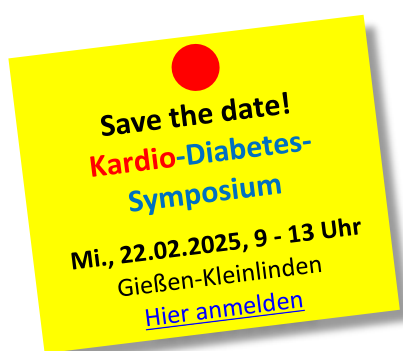 Save the date!
Kardio-Diabetes-
Symposium
Mi., 22.02.2025, 9 - 13 Uhr
Gießen-Kleinlinden
Hier anmelden